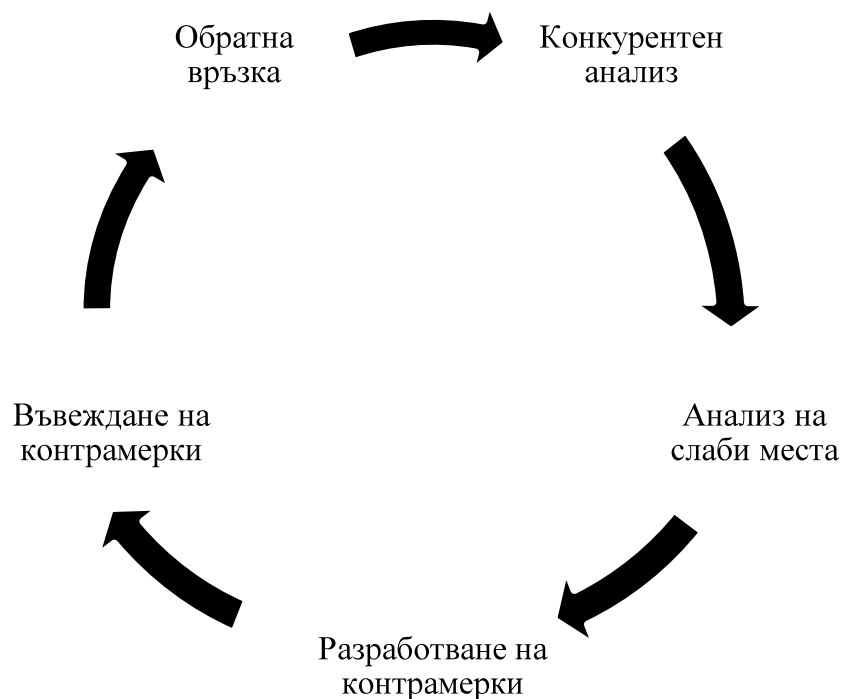 Обратна
връзка
Конкурентен
анализ
Анализ на
слаби места
Разработване на
контрамерки
Въвеждане на
контрамерки